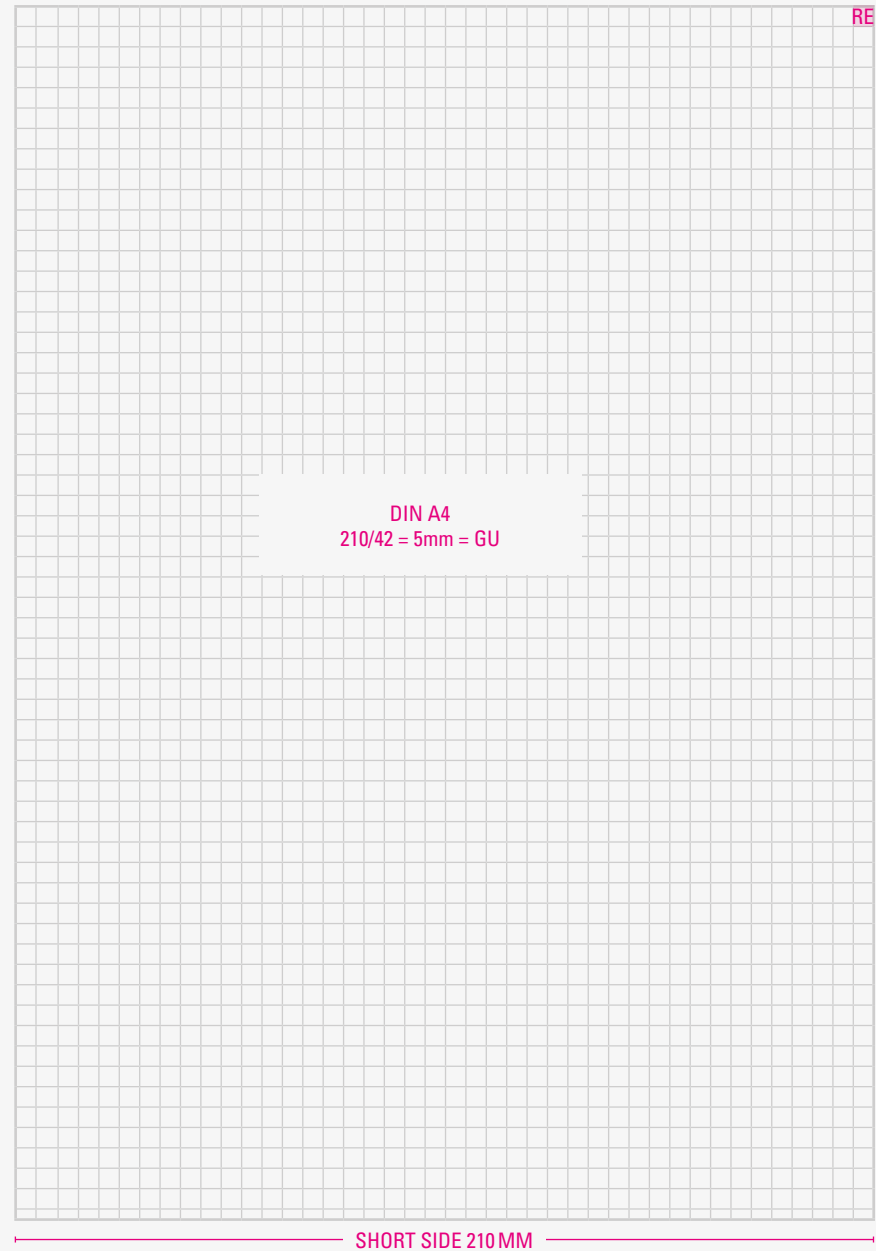 RE
DIN A4
210/42 = 5mm = GU
SHORT SIDE 210 MM